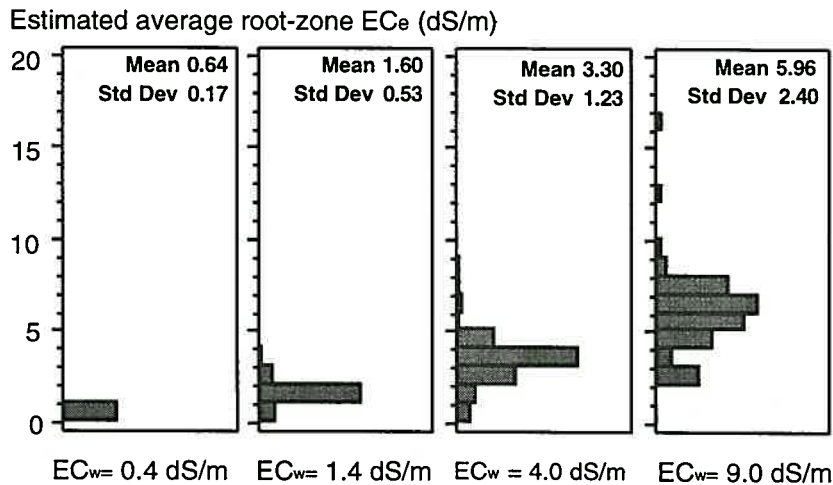 Estimated average root-zone ECe (dS/m)
20
15
10
5
0
Mean 0.64
Std Dev 0.17
Mean 1.60
Std Dev 0.53
Mean 3.30
Std Dev 1.23
Mean 5.96
Std Dev 2.40
ECw= 0.4 dS/m
ECw= 1.4 dS/m
ECw = 4.0 dS/m
ECw= 9.0 dS/m